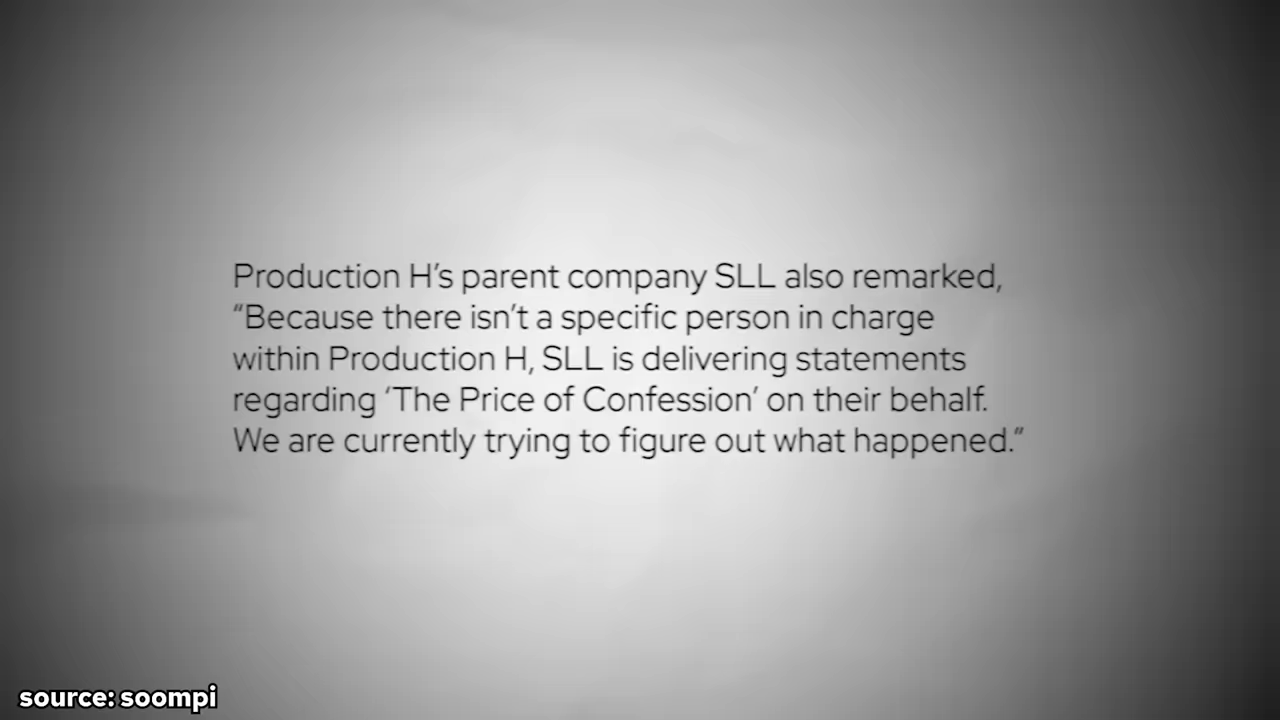 Production H’s parent company SLL also remarked,
“Because there isn’t a specific person in charge
within Production H, SLL is delivering statements
regarding ‘The Price of Confession’ on their behalf.
We are currently trying to figure out what happened.”
source: soompi